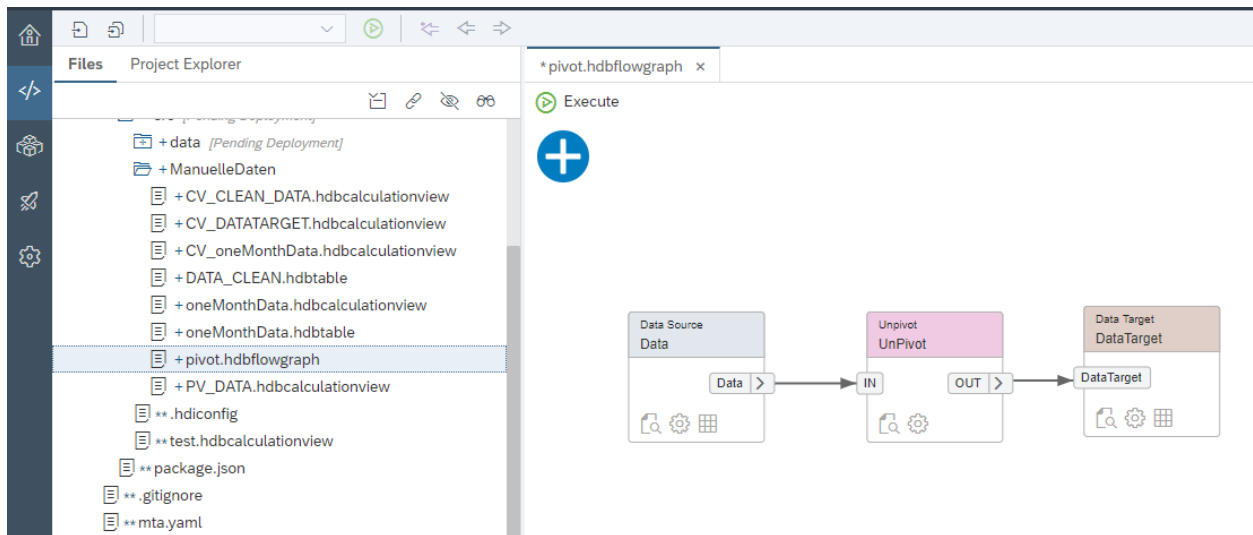 Files
Project Explorer
*pivot.hdbflowgraph ×
Execute
src [Pending Deployment]
+data [Pending Deployment]
+ManuelleDaten
+CV_CLEAN_DATA.hdbcalculationview
+CV_DATATARGET.hdbcalculationview
+CV_oneMonthData.hdbcalculationview
+DATA_CLEAN.hdbtable
+oneMonthData.hdbcalculationview
+oneMonthData.hdbtable
+pivot.hdbflowgraph
+PV_DATA.hdbcalculationview
**.hdiconfig
**test.hdbcalculationview
**package.json
**.gitignore
**mta.yaml
Data Source
Data
Data
Unpivot
UnPivot
IN
OUT
Data Target
DataTarget
DataTarget